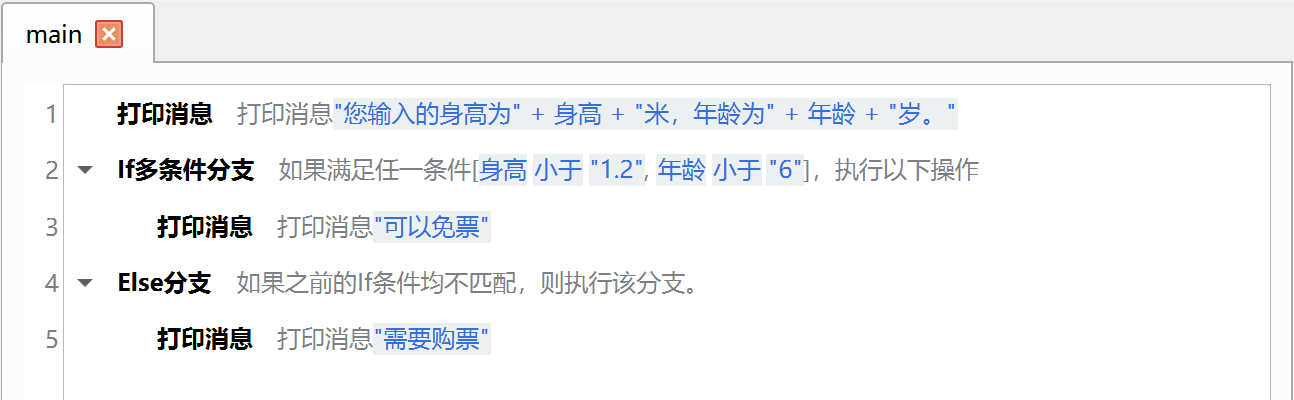 main
1 打印消息 打印消息"您输入的身高为" + 身高 + "米，年龄为" + 年龄 + "岁。"
2 If多条件分支 如果满足任一条件[身高 小于 "1.2", 年龄 小于 "6"]，执行以下操作
3 打印消息 打印消息"可以免票"
4 Else分支 如果之前的If条件均不匹配，则执行该分支。
5 打印消息 打印消息"需要购票"